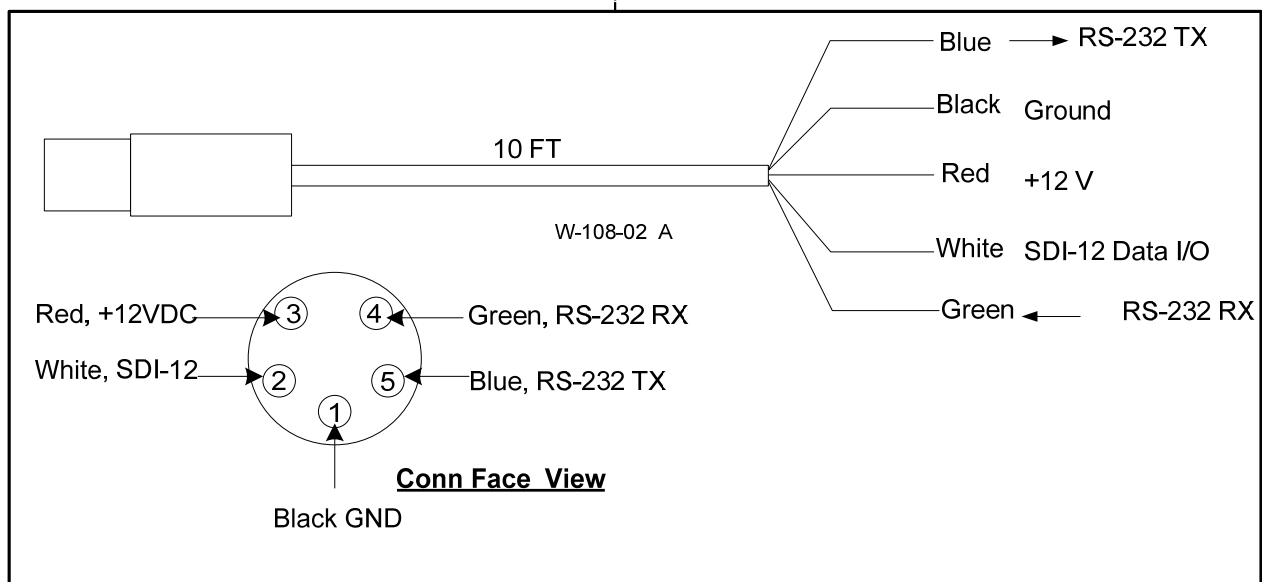 Blue RS-232 TX
Black Ground
10 FT
Red +12 V
W-108-02 A
White SDI-12 Data I/O
Green RS-232 RX
Red, +12VDC 3 4 Green, RS-232 RX
White, SDI-12 2 5 Blue, RS-232 TX
1
Conn Face View
Black GND